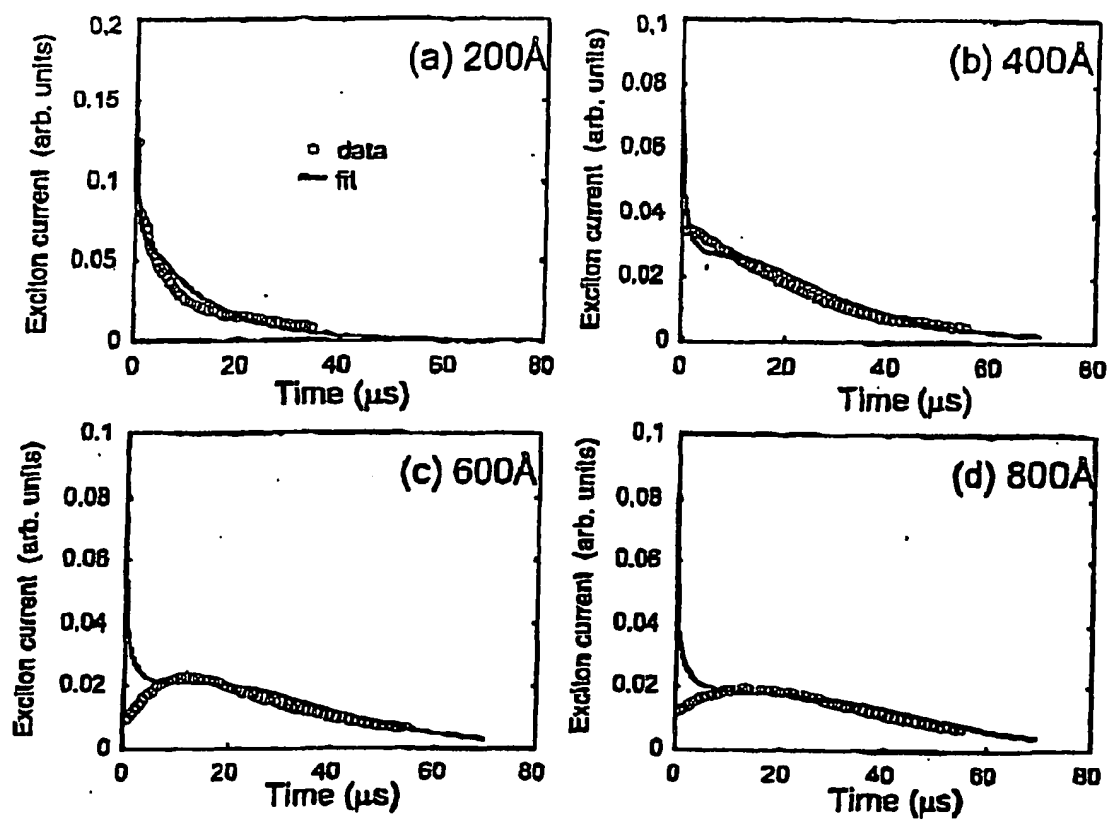 (a) 200Å
Exciton current (arb. units)
0.2
0.15
0.1
0.05
0
data
fit
0 20 40 60 80
Time (µs)
(b) 400Å
Exciton current (arb. units)
0.1
0.08
0.06
0.04
0.02
0
0 20 40 60 80
Time (µs)
(c) 600Å
Exciton current (arb. units)
0.1
0.08
0.06
0.04
0.02
0
0 20 40 60 80
Time (µs)
(d) 800Å
Exciton current (arb. units)
0.1
0.08
0.06
0.04
0.02
0
0 20 40 60 80
Time (µs)